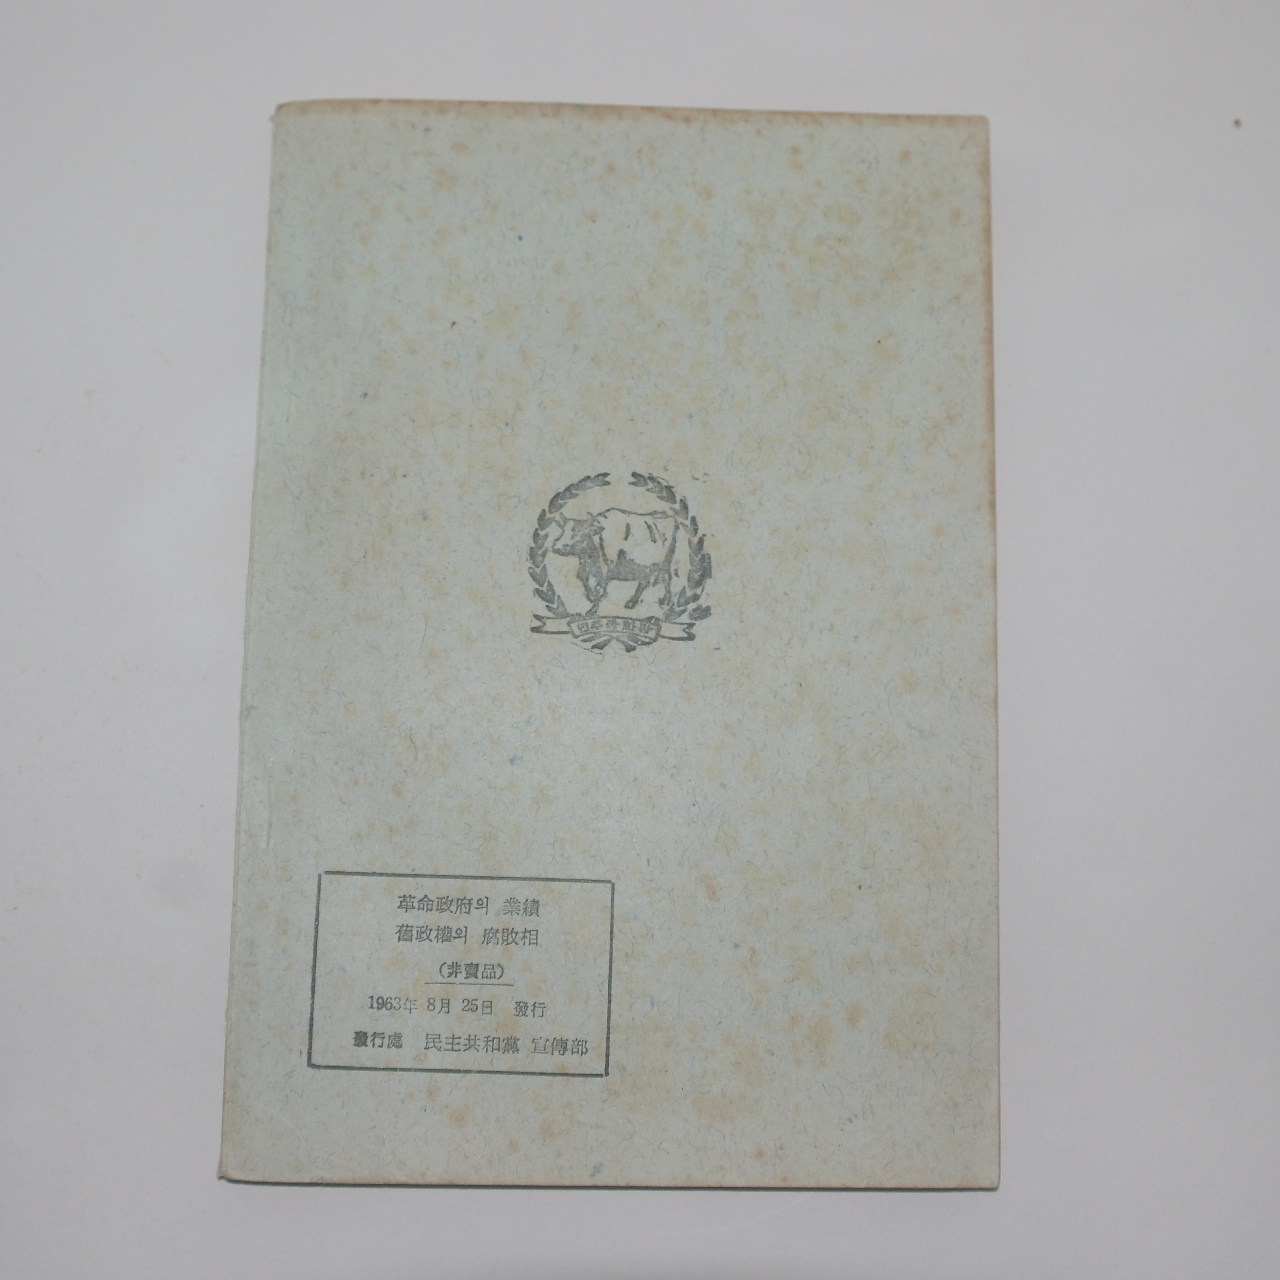 革命政府의 業績
舊政權의 腐敗相
(非賣品)
1963年 8月 25日 發行
發行處 民主共和黨 宣傳部